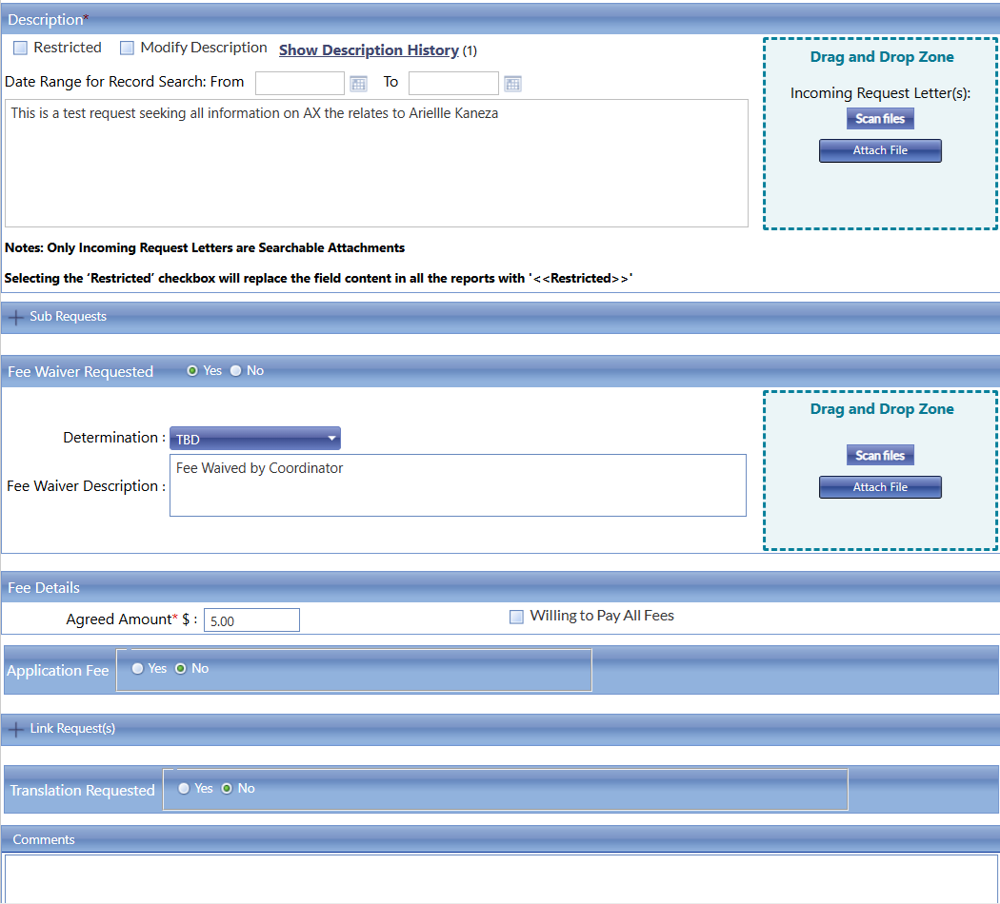 Description*
Restricted Modify Description Show Description History (1)
Date Range for Record Search: From To
This is a test request seeking all information on AX the relates to Ariellle Kaneza
Drag and Drop Zone
Incoming Request Letter(s):
Scan files
Attach File
Notes: Only Incoming Request Letters are Searchable Attachments
Selecting the ‘Restricted’ checkbox will replace the field content in all the reports with '<<Restricted>>'
Sub Requests
Fee Waiver Requested Yes No
Determination : TBD
Fee Waiver Description : Fee Waived by Coordinator
Drag and Drop Zone
Scan files
Attach File
Fee Details
Agreed Amount* $ : 5.00 Willing to Pay All Fees
Application Fee Yes No
Link Request(s)
Translation Requested Yes No
Comments